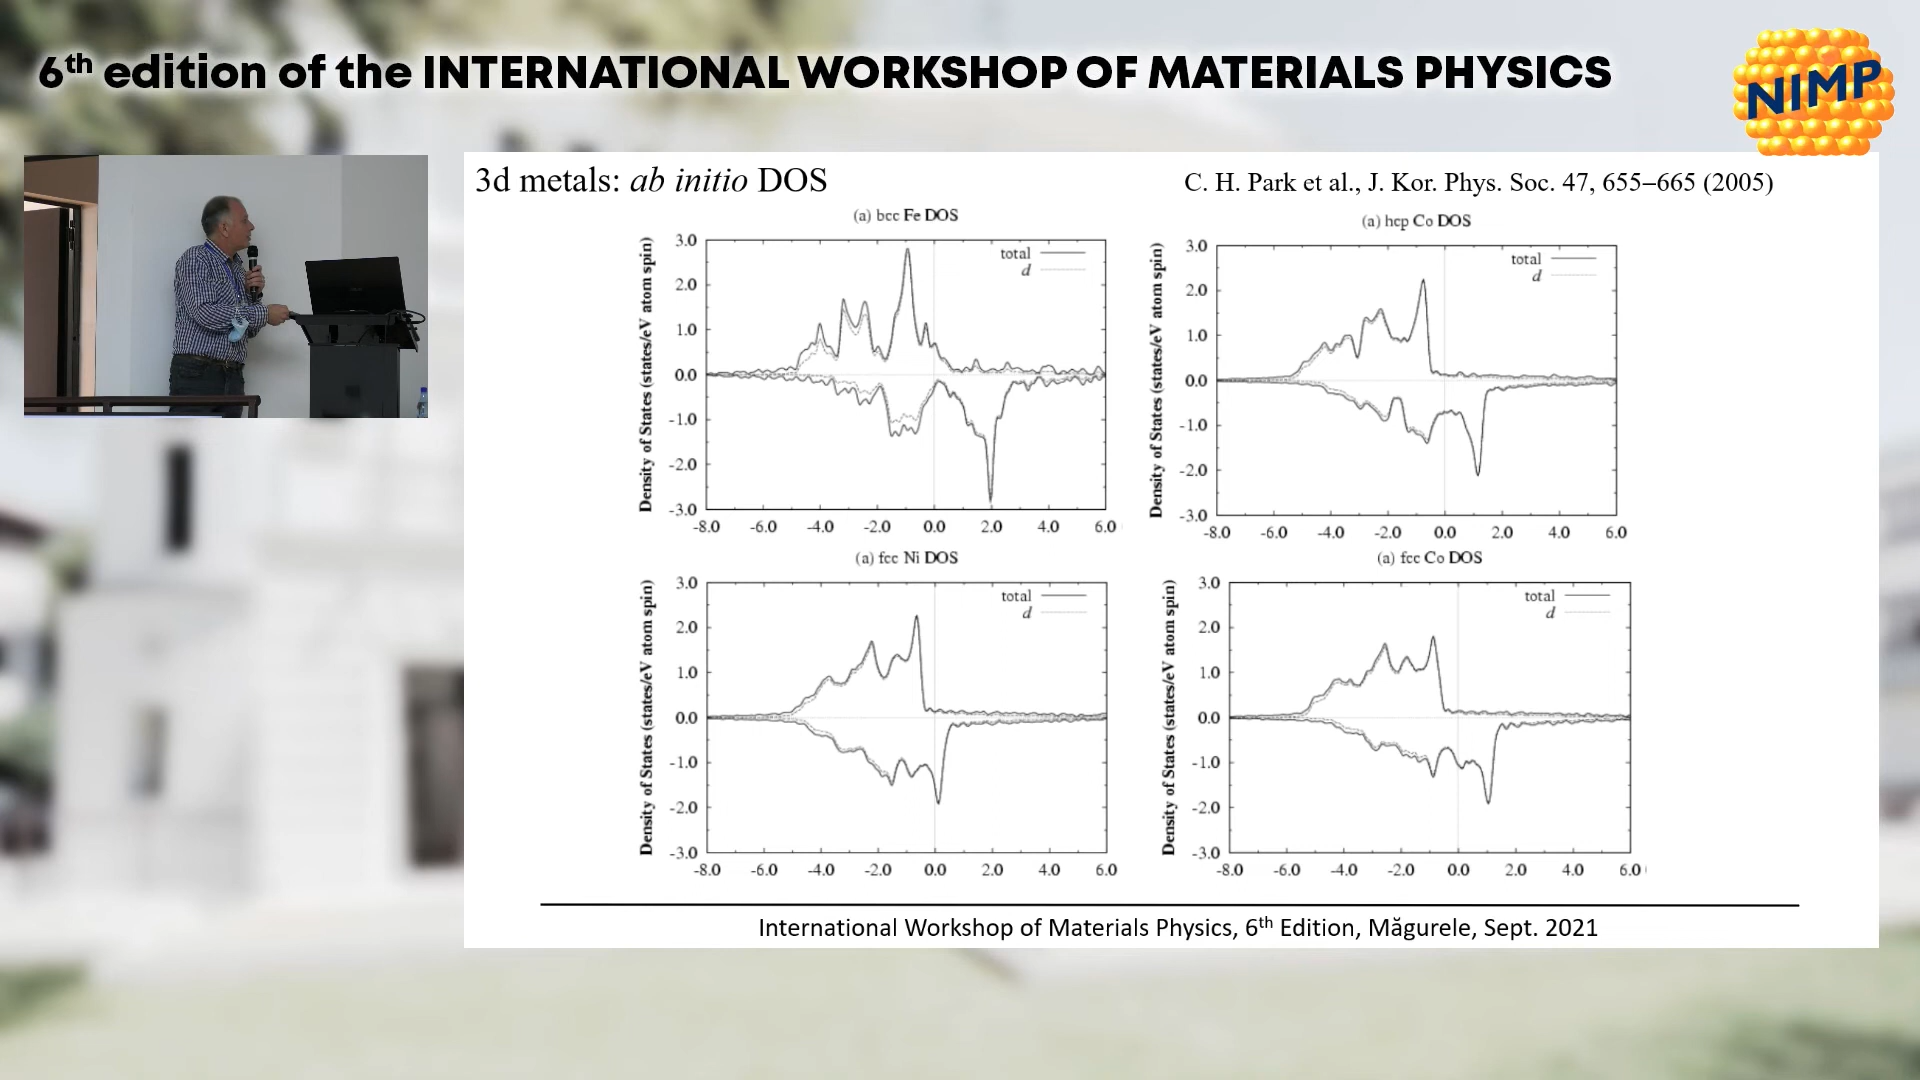 6th edition of the INTERNATIONAL WORKSHOP OF MATERIALS PHYSICS
NIMP
3d metals: ab initio DOS
C. H. Park et al., J. Kor. Phys. Soc. 47, 655–665 (2005)
(a) bcc Fe DOS
total
d
Density of States (states/eV atom spin)
3.0
2.0
1.0
0.0
-1.0
-2.0
-3.0
-8.0 -6.0 -4.0 -2.0 0.0 2.0 4.0 6.0
(a) hcp Co DOS
total
d
Density of States (states/eV atom spin)
3.0
2.0
1.0
0.0
-1.0
-2.0
-3.0
-8.0 -6.0 -4.0 -2.0 0.0 2.0 4.0 6.0
(a) fcc Ni DOS
total
d
Density of States (states/eV atom spin)
3.0
2.0
1.0
0.0
-1.0
-2.0
-3.0
-8.0 -6.0 -4.0 -2.0 0.0 2.0 4.0 6.0
(a) fcc Co DOS
total
d
Density of States (states/eV atom spin)
3.0
2.0
1.0
0.0
-1.0
-2.0
-3.0
-8.0 -6.0 -4.0 -2.0 0.0 2.0 4.0 6.0
International Workshop of Materials Physics, 6th Edition, Măgurele, Sept. 2021